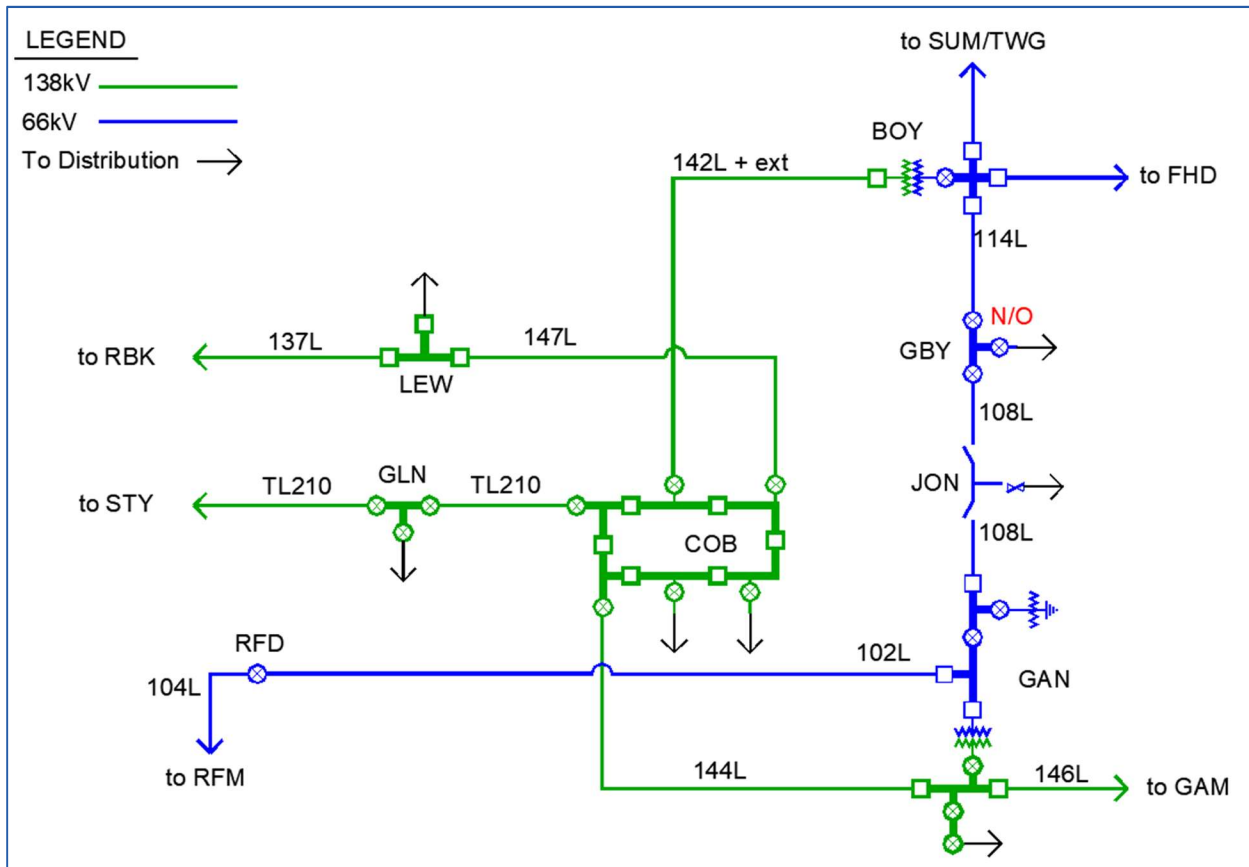 LEGEND
138kV
66kV
To Distribution
to SUM/TWG
BOY
142L + ext
to FHD
114L
N/O
GBY
137L
147L
to RBK
LEW
108L
GLN
TL210
TL210
to STY
JON
COB
108L
RFD
102L
104L
GAN
to RFM
144L
146L
to GAM